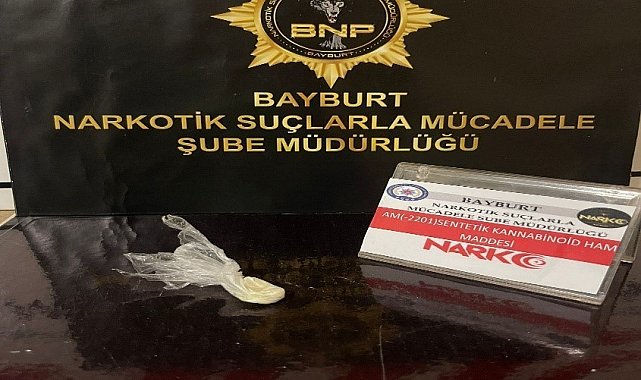 BNP
BAYBURT
BAYBURT
NARKOTİK SUÇLARLA MÜCADELE
ŞUBE MÜDÜRLÜĞÜ
BAYBURT
NARKOTİK SUÇLARLA
MÜCADELE ŞUBE MÜDÜRLÜĞÜ
NARKO
AM(-2201)SENTETİK KANNABİNOİD HAM
MADDESİ
NARKO